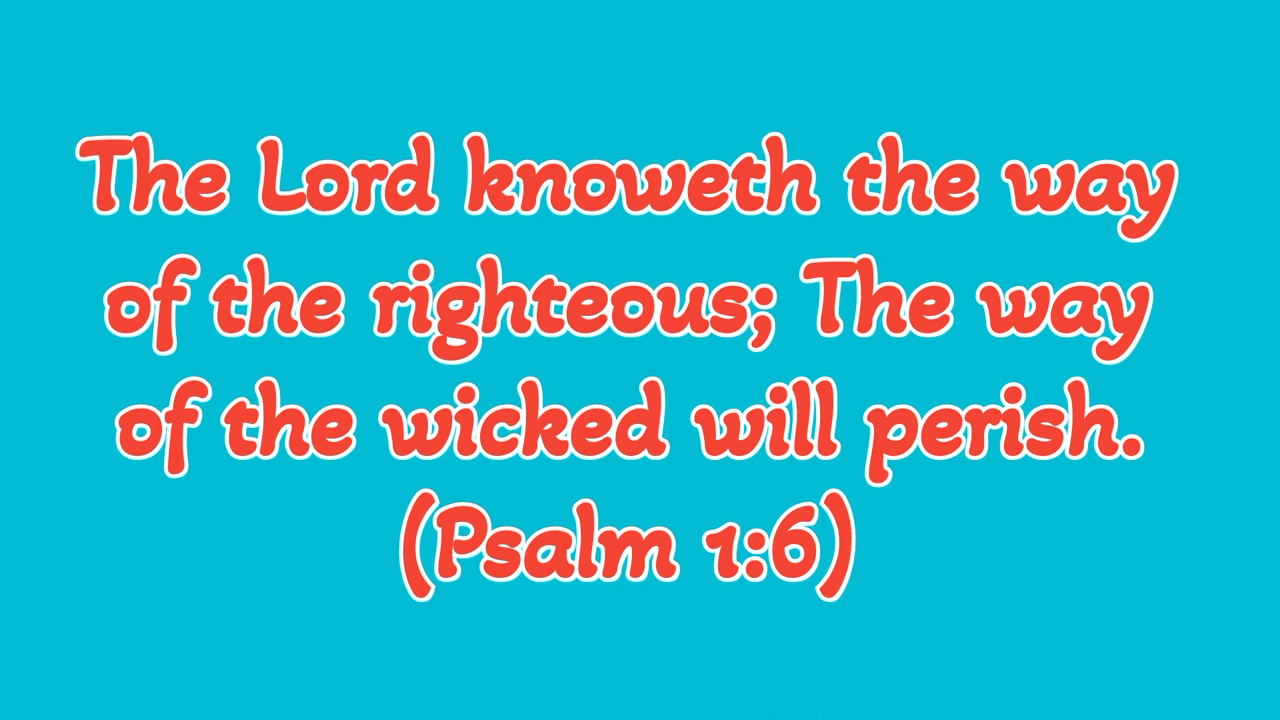 The Lord knoweth the way
of the righteous; The way
of the wicked will perish.
(Psalm 1:6)